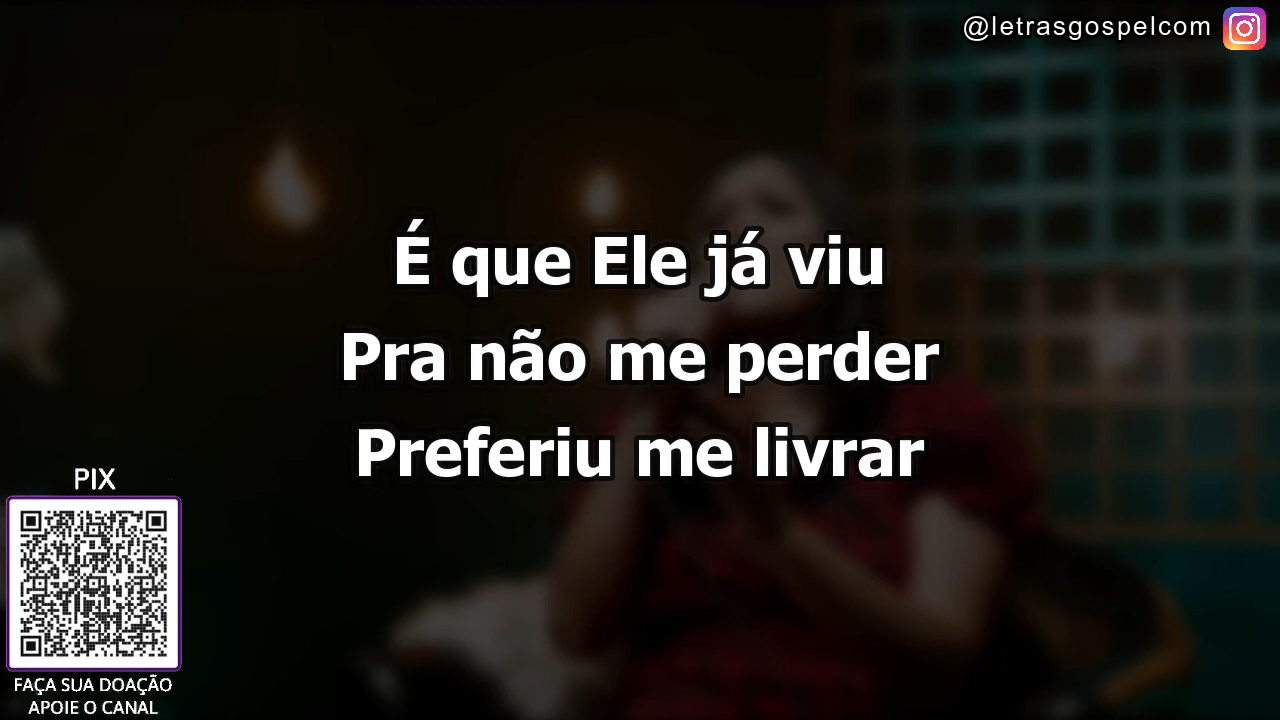 @letrasgospelcom
É que Ele já viu
Pra não me perder
Preferiu me livrar
PIX
FAÇA SUA DOAÇÃO
APOIE O CANAL